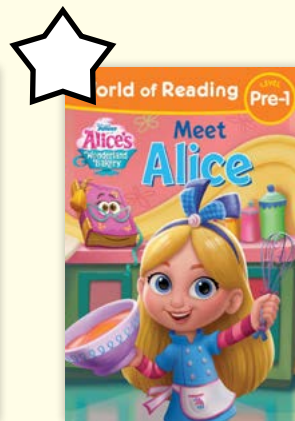 orld of Reading
LEVEL
Pre-1
Disney Junior
Alice's
Wonderland
Bakery
Meet
Alice